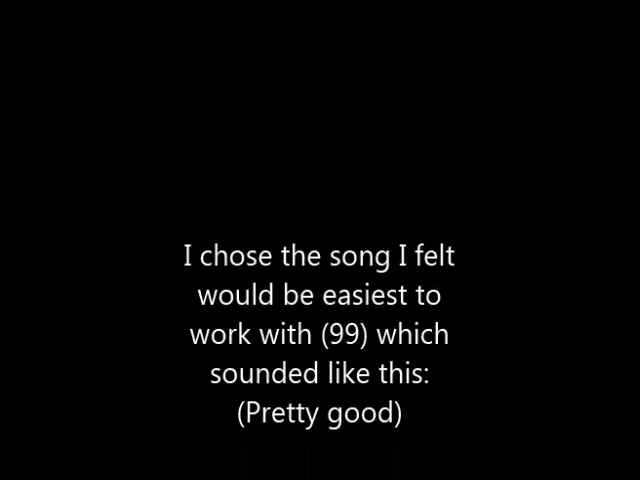 I chose the song I felt
would be easiest to
work with (99) which
sounded like this:
(Pretty good)